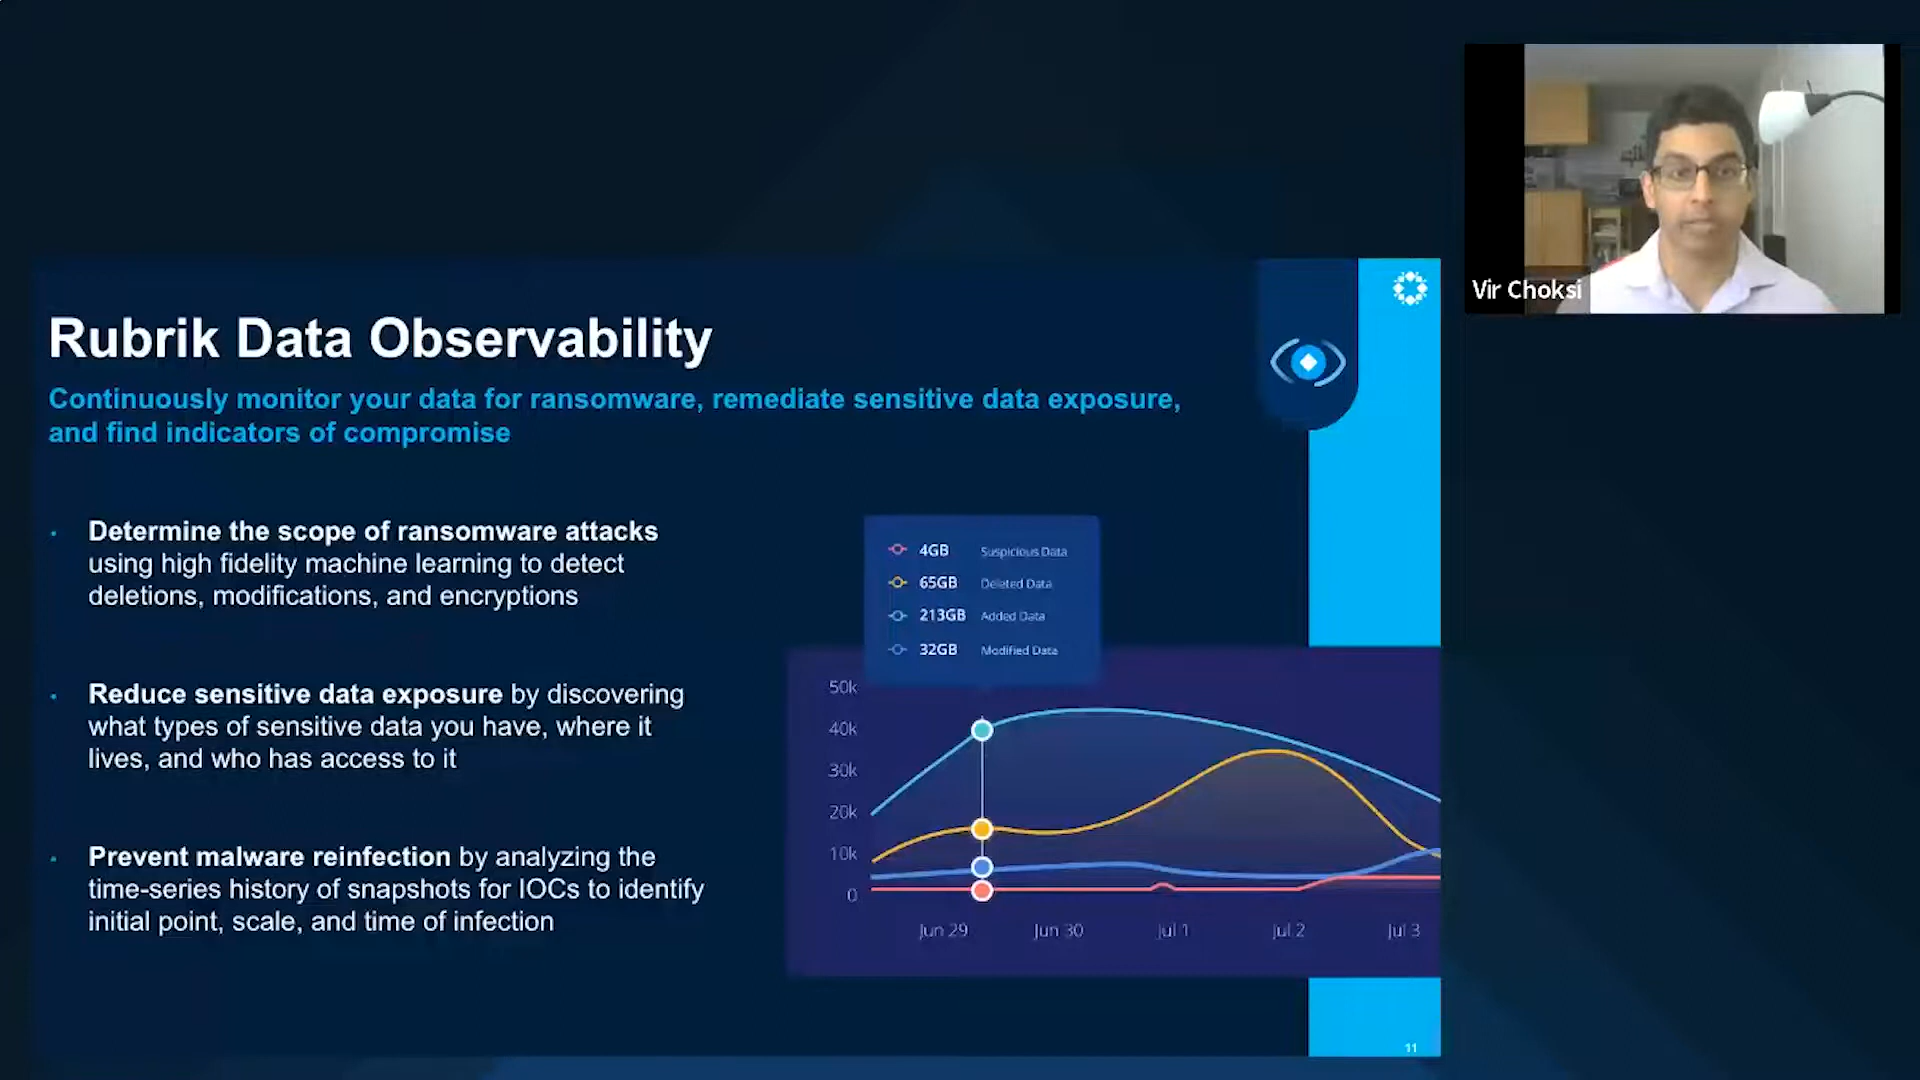 Vir Choksi
Rubrik Data Observability
Continuously monitor your data for ransomware, remediate sensitive data exposure,
and find indicators of compromise
Determine the scope of ransomware attacks
using high fidelity machine learning to detect
deletions, modifications, and encryptions
Reduce sensitive data exposure by discovering
what types of sensitive data you have, where it
lives, and who has access to it
Prevent malware reinfection by analyzing the
time-series history of snapshots for IOCs to identify
initial point, scale, and time of infection
4GB Suspicious Data
65GB Deleted Data
213GB Added Data
32GB Modified Data
50k
40k
30k
20k
10k
0
Jun 29 Jun 30 Jul 1 Jul 2 Jul 3
11